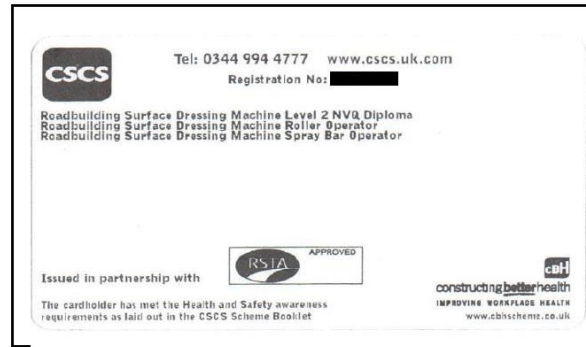 CSCS
Tel: 0344 994 4777 www.cscs.uk.com
Registration No:
Roadbuilding Surface Dressing Machine Level 2 NVQ Diploma
Roadbuilding Surface Dressing Machine Roller Operator
Roadbuilding Surface Dressing Machine Spray Bar Operator
Issued in partnership with
RSTA
APPROVED
The cardholder has met the Health and Safety awareness
requirements as laid out in the CSCS Scheme Booklet
cBH
constructing betterhealth
IMPROVING WORKPLACE HEALTH
www.cbhscheme.co.uk